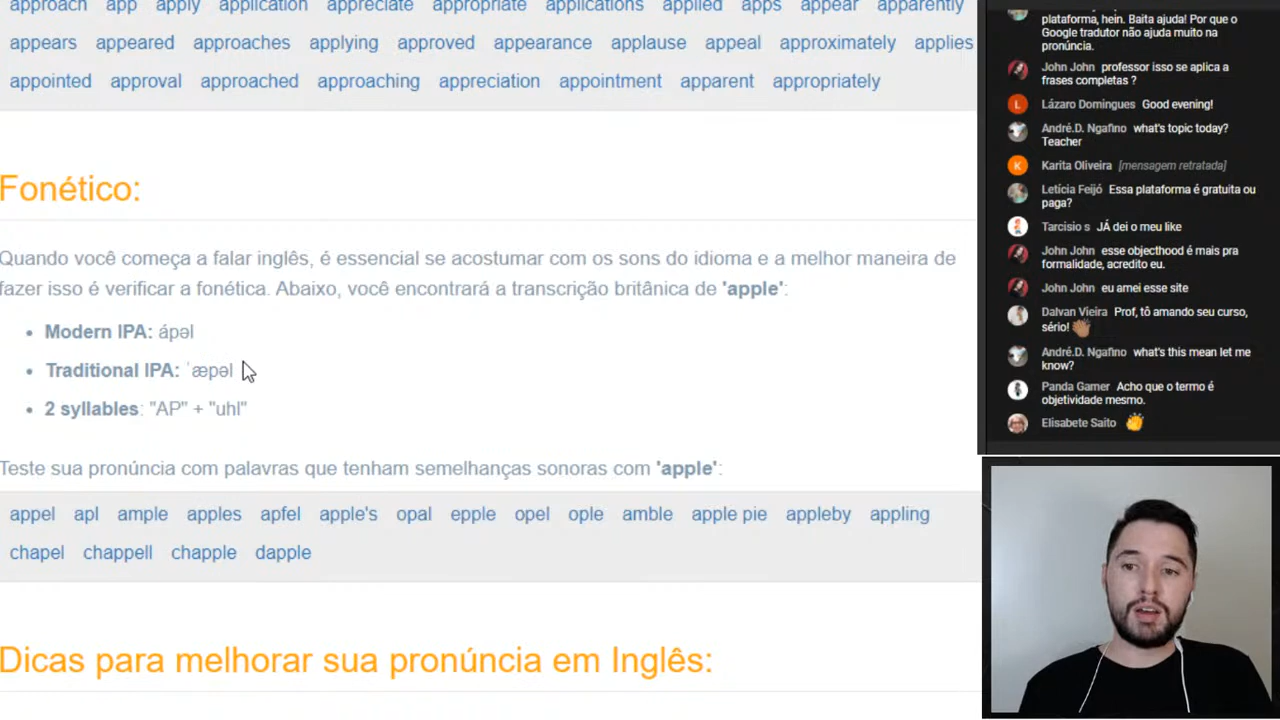 approach app apply application appreciate appropriate applications applied apps appear apparently
appears appeared approaches applying approved appearance applause appeal approximately applies
appointed approval approached approaching appreciation appointment apparent appropriately
Fonético:
Quando você começa a falar inglês, é essencial se acostumar com os sons do idioma e a melhor maneira de
fazer isso é verificar a fonética. Abaixo, você encontrará a transcrição britânica de 'apple':
Modern IPA: ápəl
Traditional IPA: ˈæpəl
2 syllables: "AP" + "uhl"
Teste sua pronúncia com palavras que tenham semelhanças sonoras com 'apple':
appel apl ample apples apfel apple's opal epple opel ople amble apple pie appleby appling
chapel chappell chapple dapple
Dicas para melhorar sua pronúncia em Inglês:
plataforma, hein. Baita ajuda! Por que o
Google tradutor não ajuda muito na
pronúncia.
John John professor isso se aplica a
frases completas ?
L Lázaro Domingues Good evening!
André.D. Ngafino what's topic today?
Teacher
K Karita Oliveira [mensagem retratada]
Letícia Feijó Essa plataforma é gratuita ou
paga?
Tarcisio s JÁ dei o meu like
John John esse objecthood é mais pra
formalidade, acredito eu.
John John eu amei esse site
Dalvan Vieira Prof, tô amando seu curso,
sério!
André.D. Ngafino what's this mean let me
know?
Panda Gamer Acho que o termo é
objetividade mesmo.
Elisabete Saito